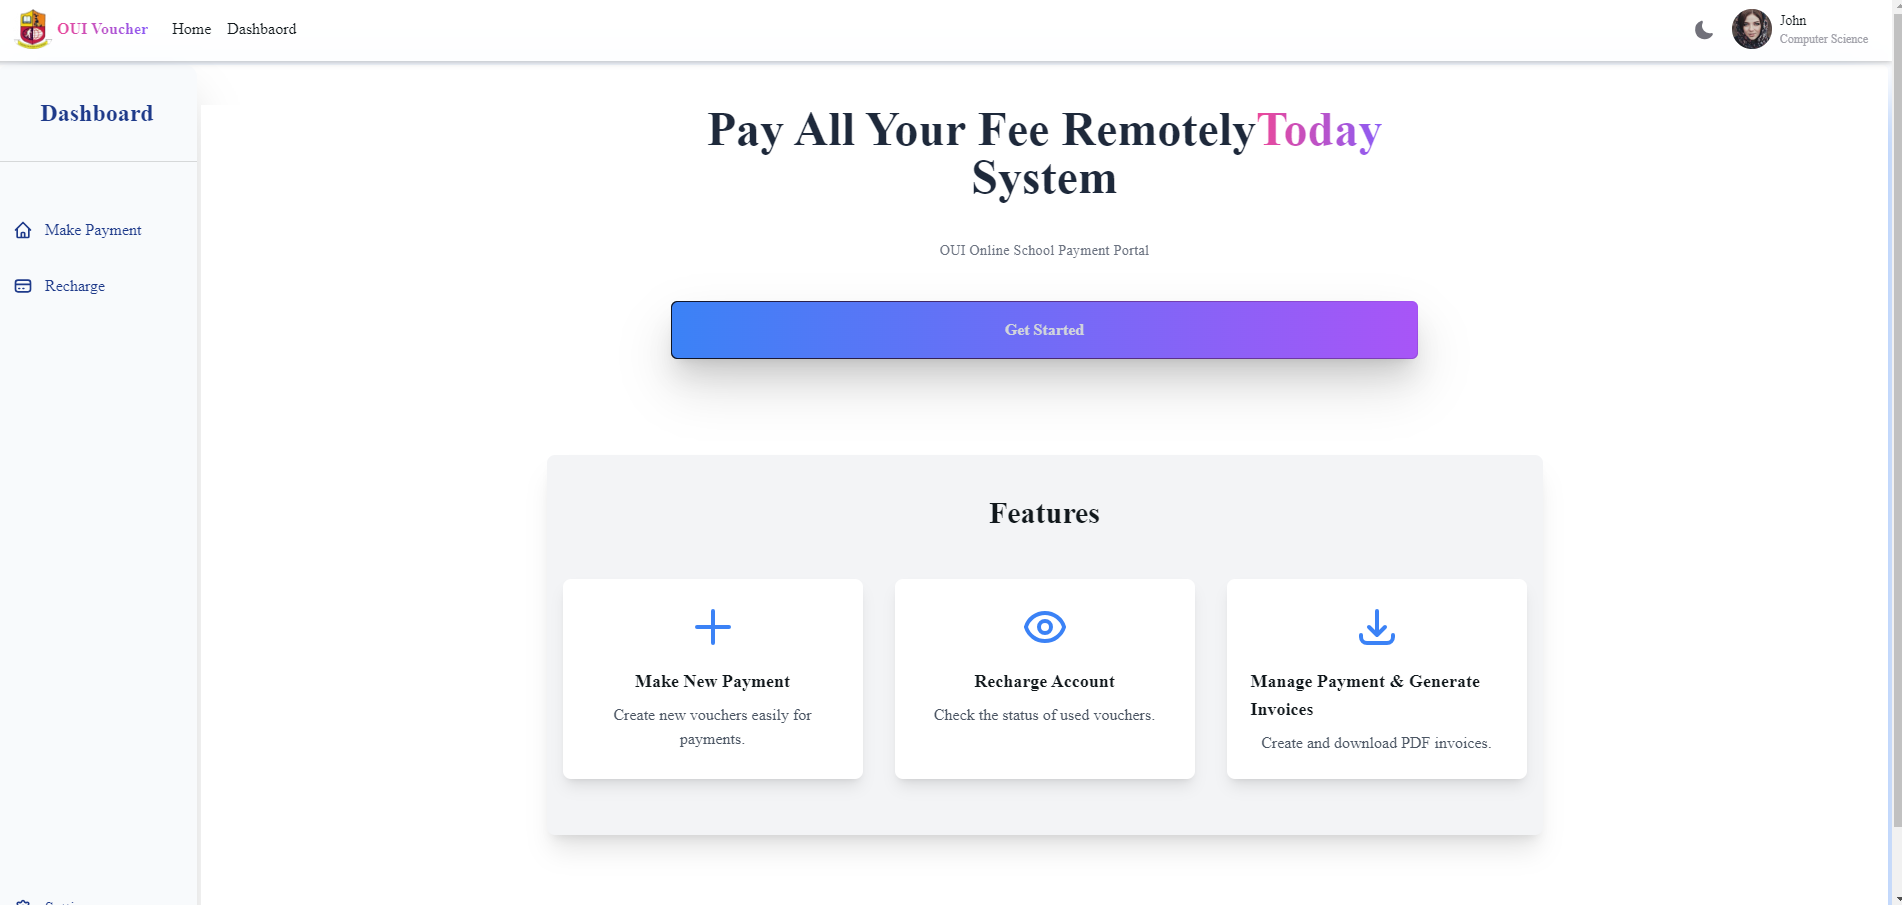 OUI Voucher
Home
Dashbaord
John
Computer Science
Dashboard
Make Payment
Recharge
Pay All Your Fee RemotelyToday
System
OUI Online School Payment Portal
Get Started
Features
Make New Payment
Create new vouchers easily for
payments.
Recharge Account
Check the status of used vouchers.
Manage Payment & Generate
Invoices
Create and download PDF invoices.